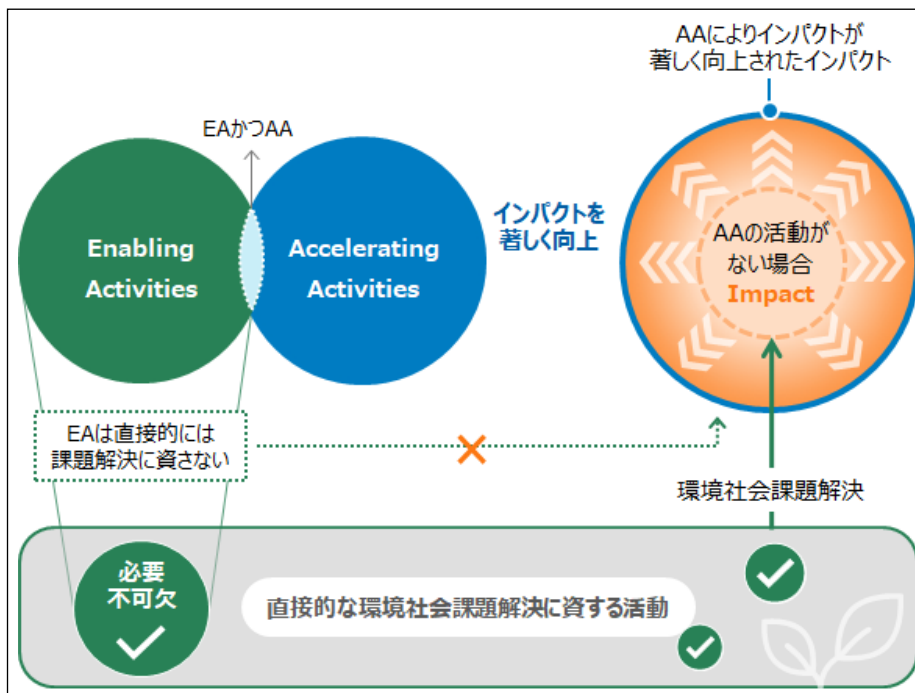 AAによりインパクトが
著しく向上されたインパクト
EAかつAA
Enabling
Activities
Accelerating
Activities
インパクトを
著しく向上
AAの活動が
ない場合
Impact
EAは直接的には
課題解決に資さない
環境社会課題解決
必要
不可欠
直接的な環境社会課題解決に資する活動